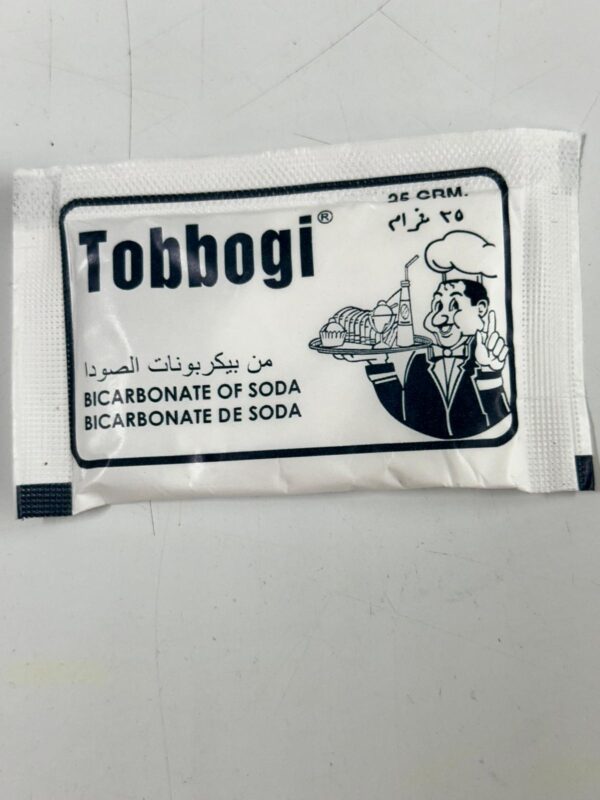 25 GRM.
٢٥ غرام
Tobbogi®
من بيكربونات الصودا
BICARBONATE OF SODA
BICARBONATE DE SODA